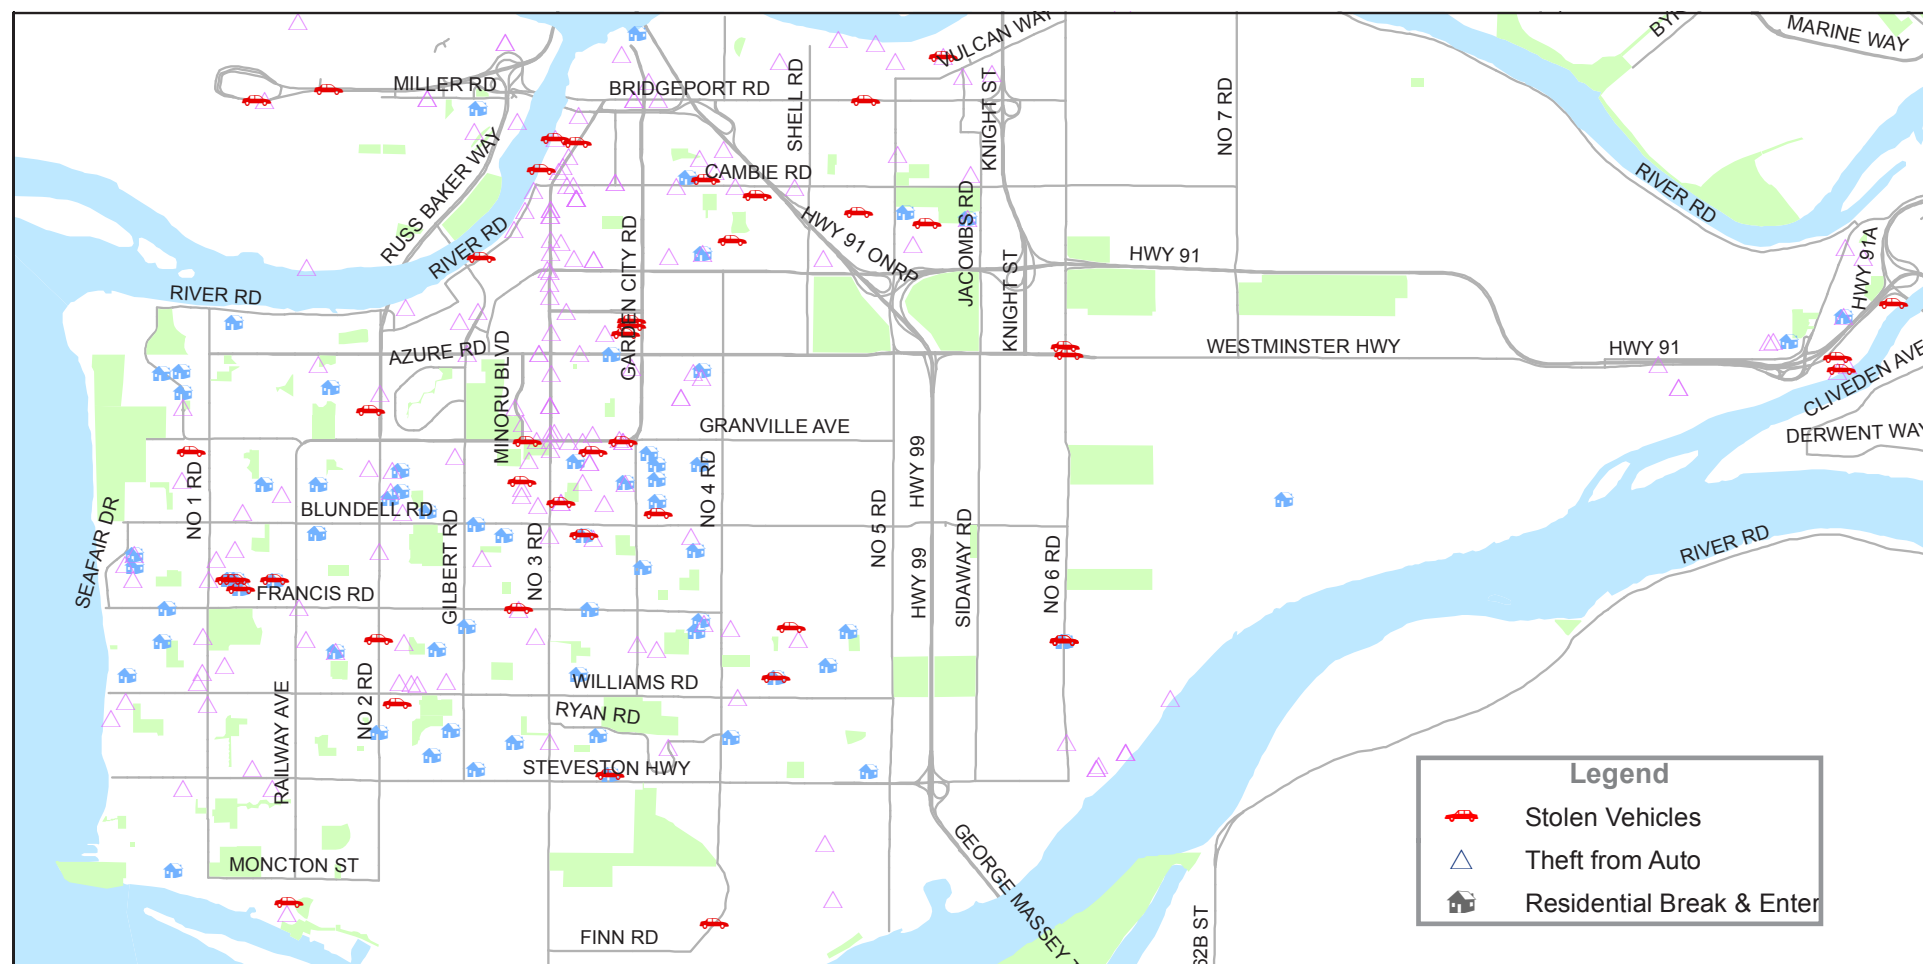 VULCAN WAY
MARINE WAY
MILLER RD
BRIDGEPORT RD
SHELL RD
KNIGHT ST
NO 7 RD
RUSS BAKER WAY
CAMBIE RD
RIVER RD
RIVER RD
JACOBBS RD
HWY 91 ONRP
GARDEN CITY RD
HWY 91
HWY 91A
KNIGHT ST
RIVER RD
AZURE RD
MINORU BLVD
WESTMINSTER HWY
HWY 91
CLIVEDEN AVE
GRANVILLE AVE
DERWENT WAY
NO 1 RD
NO 4 RD
HWY 99
NO 5 RD
BLUNDELL RD
SEAFAIR DR
GILBERT RD
NO 3 RD
HWY 99
SIDAWAY RD
NO 6 RD
RIVER RD
FRANCIS RD
WILLIAMS RD
NO 2 RD
RAILWAY AVE
RYAN RD
STEVESTON HWY
MONCTON ST
GEORGE MASSEY
FINN RD
62B ST
Legend
Stolen Vehicles
Theft from Auto
Residential Break & Enter